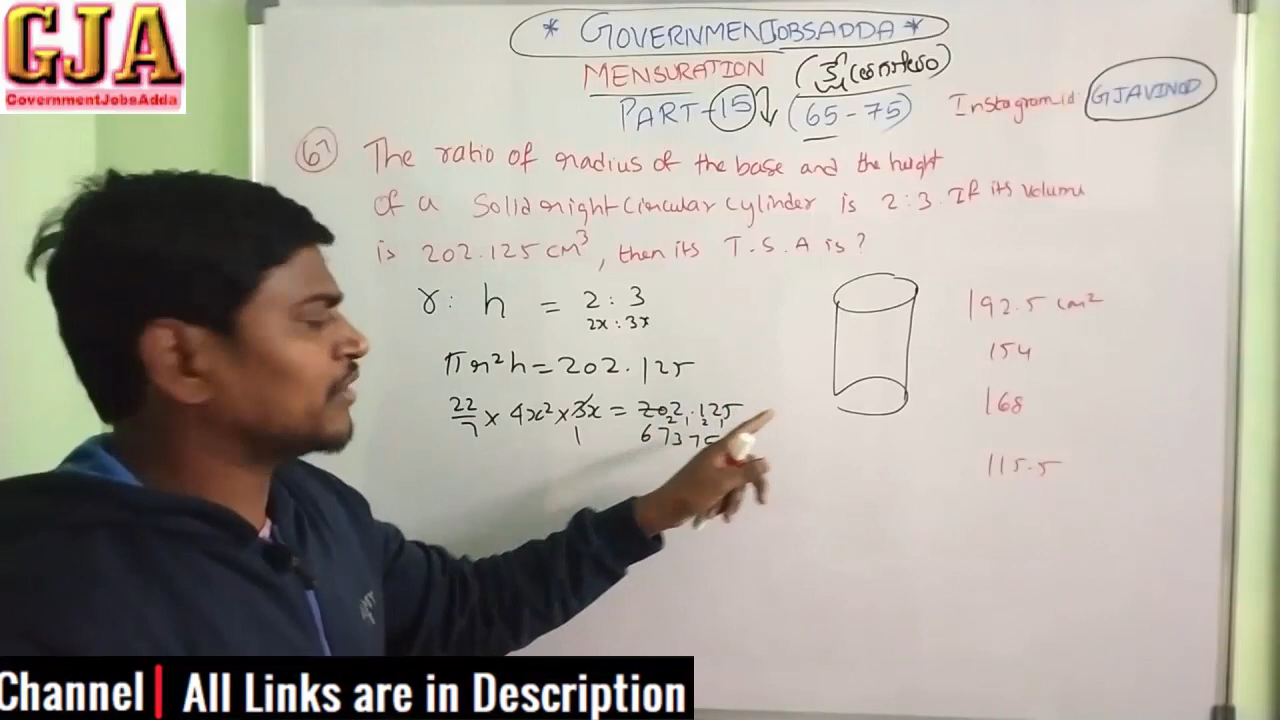 GJA
GovernmentJobsAdda
* GOVERNMENJOBSADDA *
MENSURATION
PART-15 (65-75) Instagram id: GJAVINOD
67 The ratio of radius of the base and the height
of a Solid right Circular Cylinder is 2:3. If its volume
is 202.125 cm³, then its T.S.A is?
r : h = 2 : 3
2x : 3x
πr²h = 202.125
22/7 × 4x² × 3x = 202.125
1
192.5 cm²
154
168
115.5
Channel | All Links are in Description